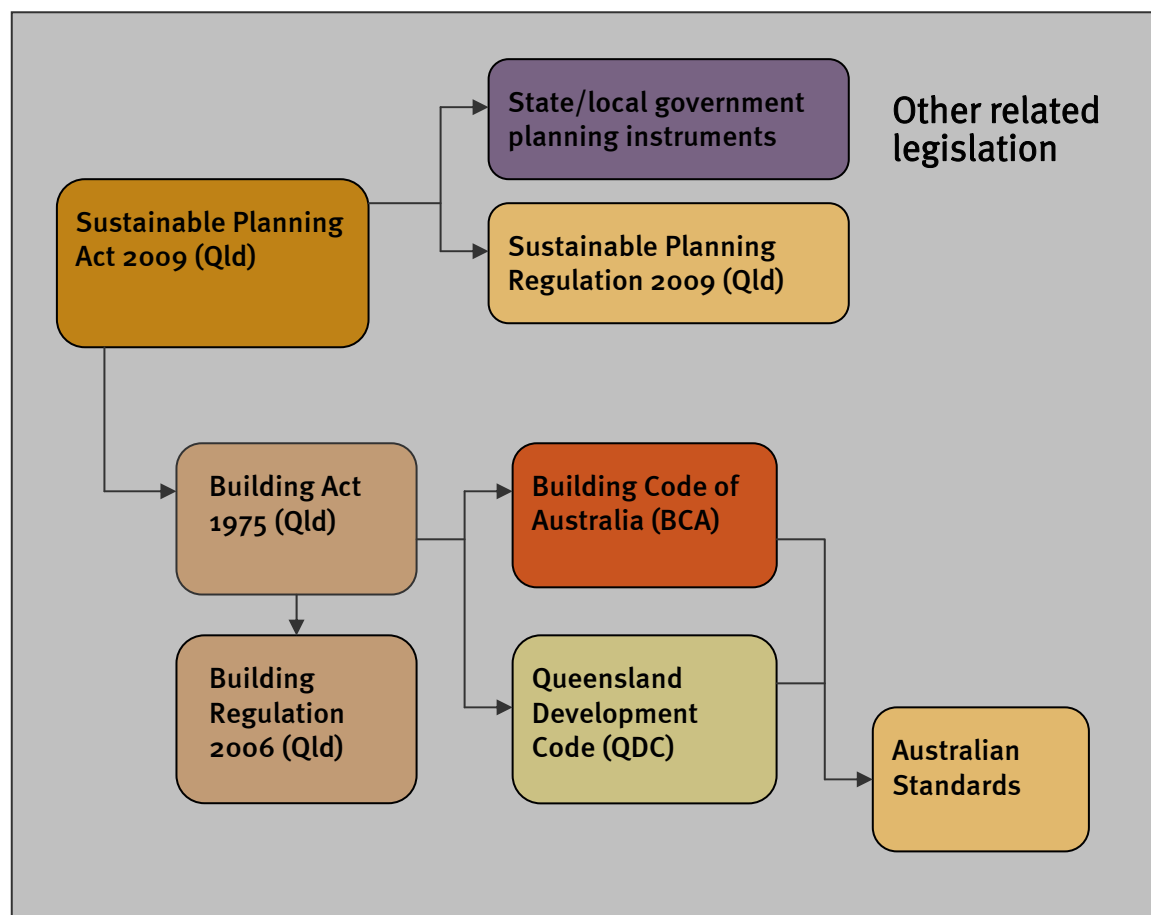 State/local government
planning instruments
Other related
legislation
Sustainable Planning
Act 2009 (Qld)
Sustainable Planning
Regulation 2009 (Qld)
Building Act
1975 (Qld)
Building Code of
Australia (BCA)
Building
Regulation
2006 (Qld)
Queensland
Development
Code (QDC)
Australian
Standards